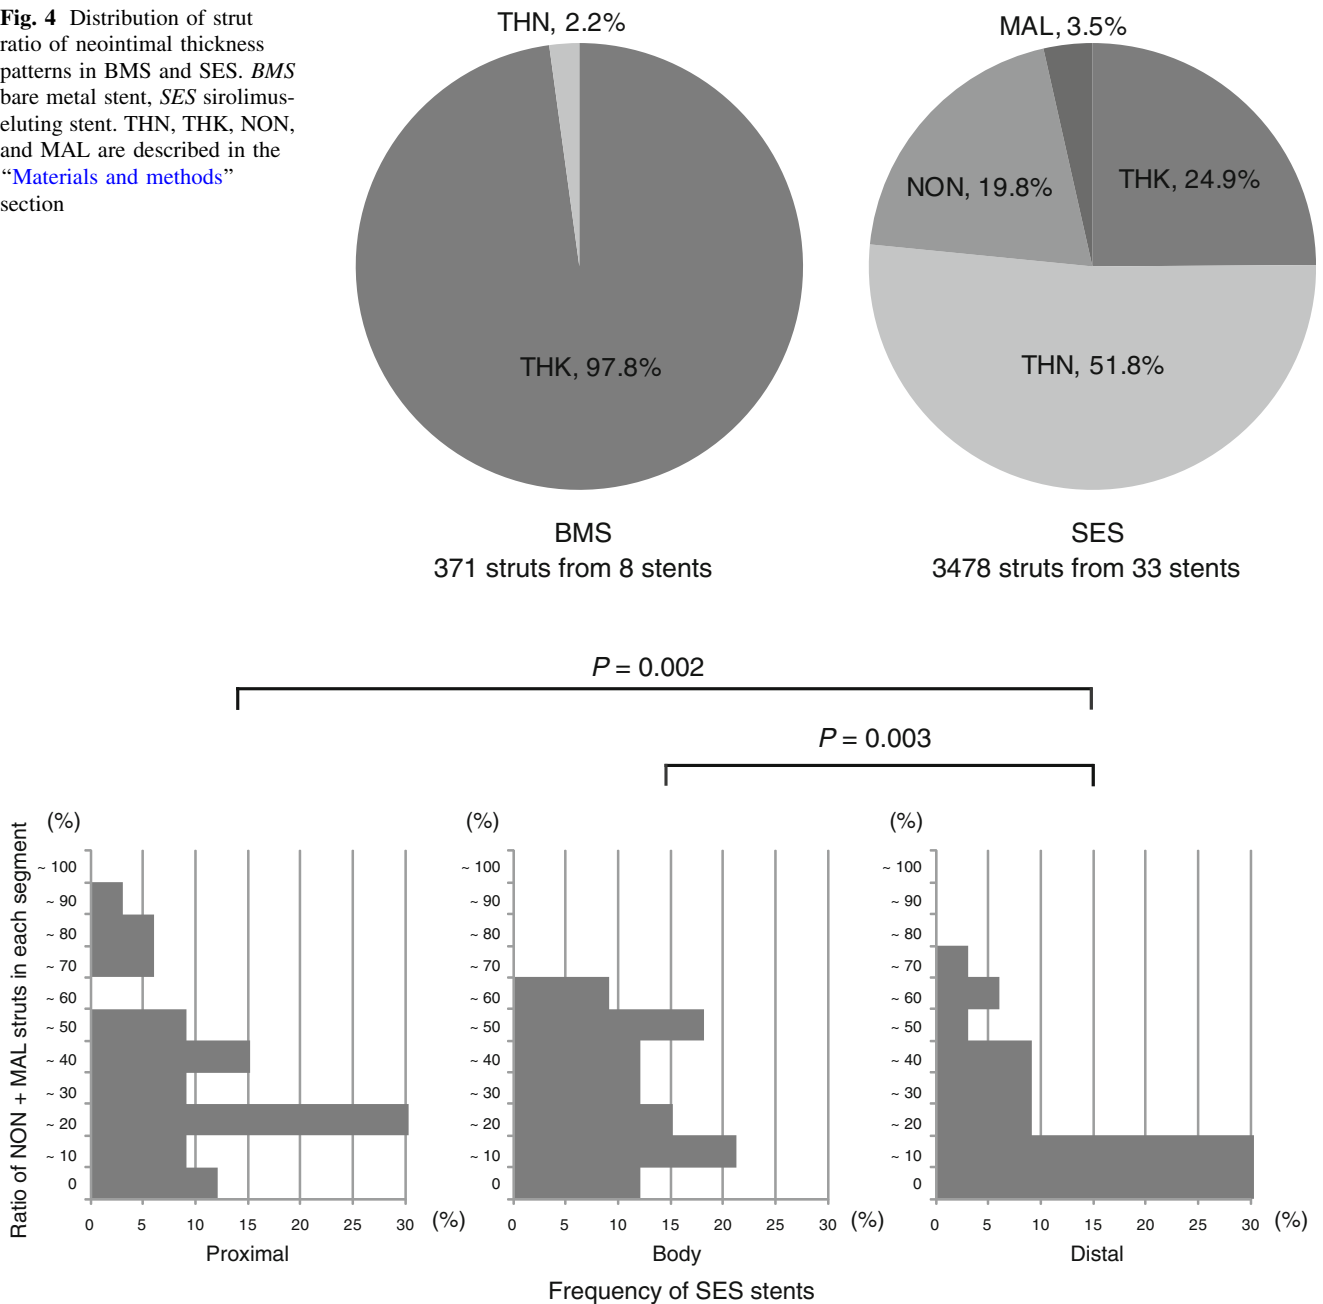 Fig. 4 Distribution of strut
ratio of neointimal thickness
patterns in BMS and SES. BMS
bare metal stent, SES sirolimus-
eluting stent. THN, THK, NON,
and MAL are described in the
“Materials and methods”
section
THN, 2.2%
THK, 97.8%
BMS
371 struts from 8 stents
MAL, 3.5%
NON, 19.8%
THK, 24.9%
THN, 51.8%
SES
3478 struts from 33 stents
P = 0.002
P = 0.003
Ratio of NON + MAL struts in each segment
(%)
~ 100
~ 90
~ 80
~ 70
~ 60
~ 50
~ 40
~ 30
~ 20
~ 10
0
0 5 10 15 20 25 30 (%)
Proximal
(%)
~ 100
~ 90
~ 80
~ 70
~ 60
~ 50
~ 40
~ 30
~ 20
~ 10
0
0 5 10 15 20 25 30 (%)
Body
(%)
~ 100
~ 90
~ 80
~ 70
~ 60
~ 50
~ 40
~ 30
~ 20
~ 10
0
0 5 10 15 20 25 30 (%)
Distal
Frequency of SES stents